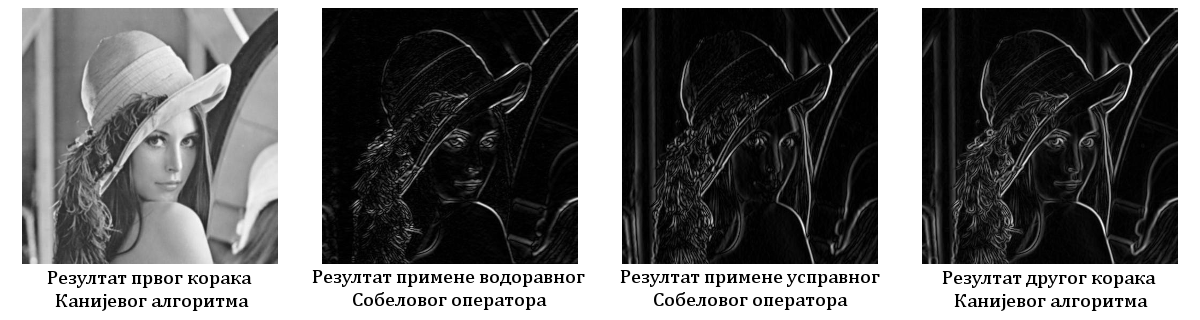 Резултат првог корака
Канијевог алгоритма
Резултат примене водоравног
Собеловог оператора
Резултат примене усправног
Собеловог оператора
Резултат другог корака
Канијевог алгоритма